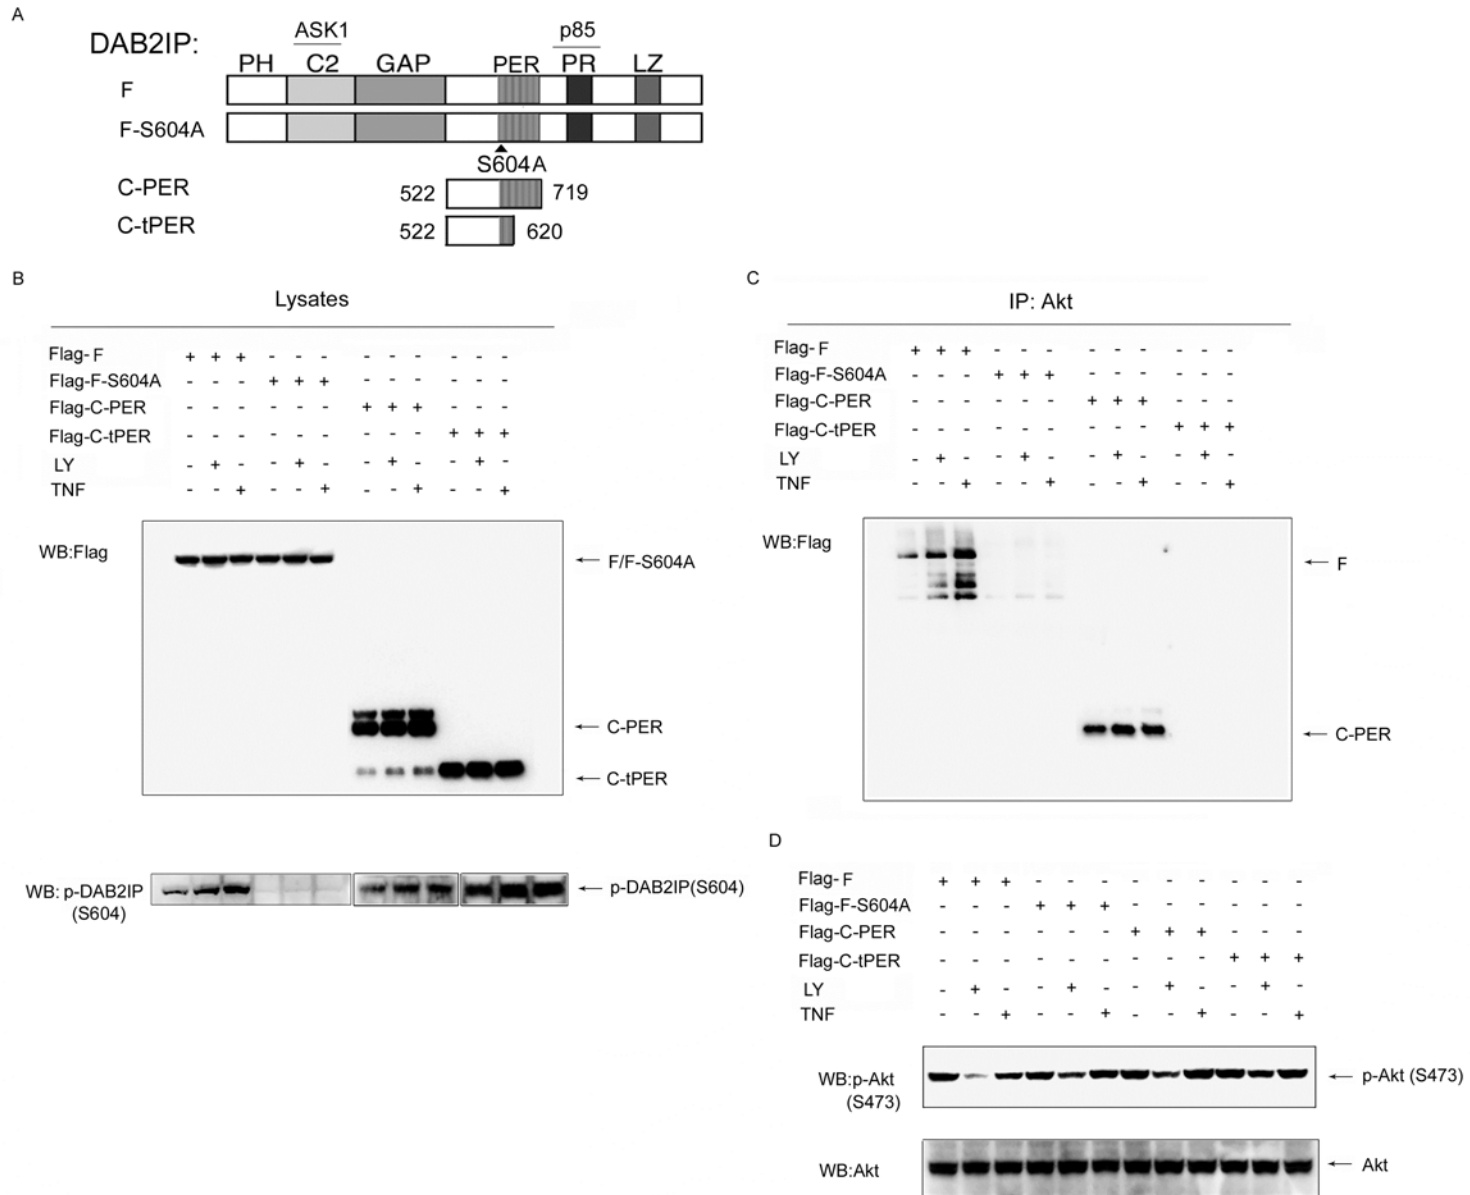 A
ASK1 p85
DAB2IP:
PH C2 GAP PER PR LZ
F
F-S604A
S604A
C-PER 522 719
C-tPER 522 620
B
Lysates
Flag-F + + + - - - - - - - - -
Flag-F-S604A - - - + + + - - - - - -
Flag-C-PER - - - - - - + + + - - -
Flag-C-tPER - - - - - - - - - + + +
LY - + - - + - - + - - + -
TNF - - + - - + - - + - - +
WB:Flag
F/F-S604A
C-PER
C-tPER
WB: p-DAB2IP
(S604)
p-DAB2IP(S604)
C
IP: Akt
Flag-F + + + - - - - - - - - -
Flag-F-S604A - - - + + + - - - - - -
Flag-C-PER - - - - - - + + + - - -
Flag-C-tPER - - - - - - - - - + + +
LY - + - - + - - + - - + -
TNF - - + - - + - - + - - +
WB:Flag
F
C-PER
D
Flag-F + + + - - - - - - - - -
Flag-F-S604A - - - + + + - - - - - -
Flag-C-PER - - - - - - + + + - - -
Flag-C-tPER - - - - - - - - - + + +
LY - + - - + - - + - - + -
TNF - - + - - + - - + - - +
WB:p-Akt
(S473)
p-Akt (S473)
WB:Akt
Akt